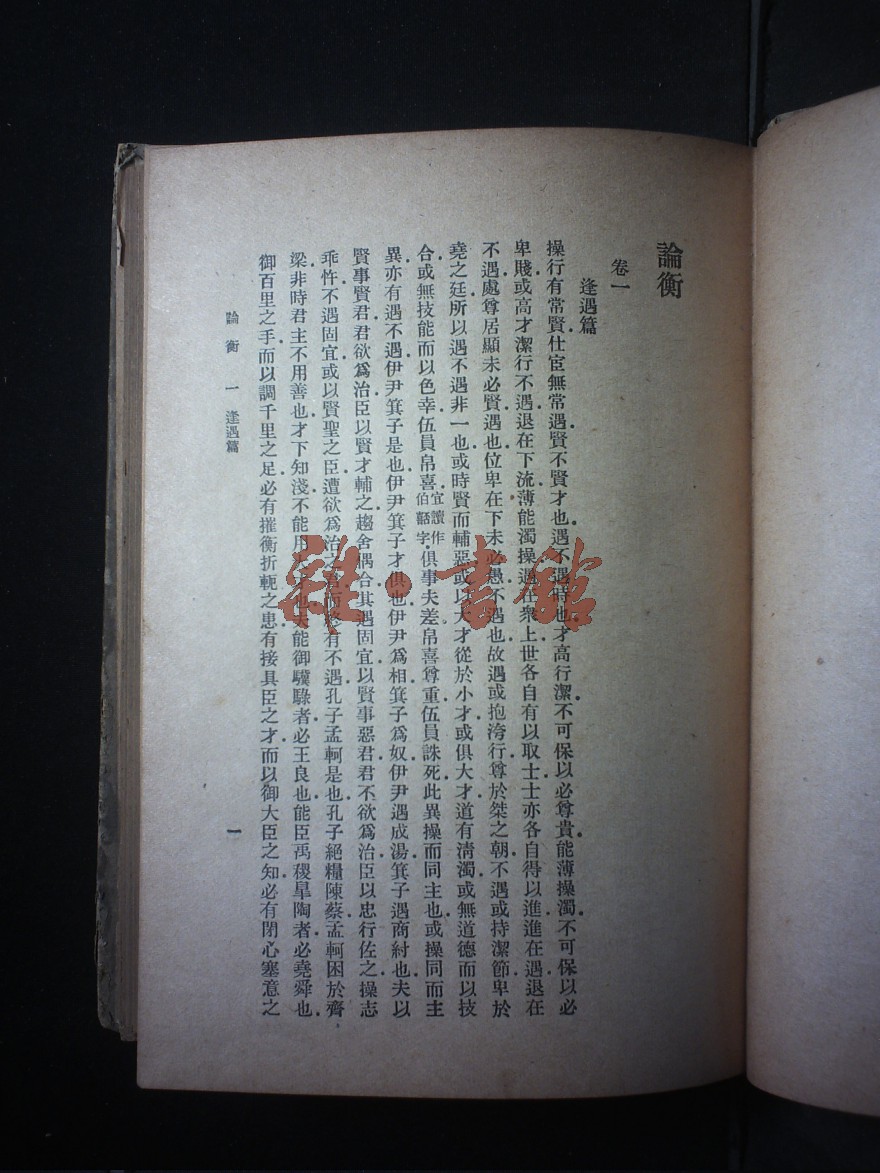 論衡
卷一
逢遇篇
操行有常賢仕宦無常遇賢不賢才也遇不遇時也才高行潔不可保以必尊貴能薄操濁不可保以必
卑賤或高才潔行不遇退在下流薄能濁操遇在衆上世各自有以取士士亦各自得以進進在遇退在
不遇處尊居顯未必賢遇也位卑在下未必愚不遇也故遇或抱洿行尊於桀之朝不遇或持潔節卑於
堯之廷所以遇不遇非一也或時賢而輔惡或以大才從於小才或俱大才道有淸濁或無道德而以技
合或無技能而以色幸伍員帛喜宜讀作伯嚭字俱事夫差帛喜尊重伍員誅死此異操而同主也或操同而主
異亦有遇不遇伊尹箕子是也伊尹箕子才俱也伊尹爲相箕子爲奴伊尹遇成湯箕子遇商紂也夫以
賢事賢君君欲爲治臣以賢才輔之趨舍偶合其遇固宜以賢事惡君君不欲爲治臣以忠行佐之操志
乖忤不遇固宜或以賢聖之臣遭欲爲治之君而終有不遇孔子孟軻是也孔子絕糧陳蔡孟軻困於齊
梁非時君主不用善也才下知淺不能用大才也夫能御驥騄者必王良也能臣禹稷皐陶者必堯舜也
御百里之手而以調千里之足必有摧衡折軛之患有接具臣之才而以御大臣之知必有閉心塞意之
論衡 一 逢遇篇
一
雜·書館